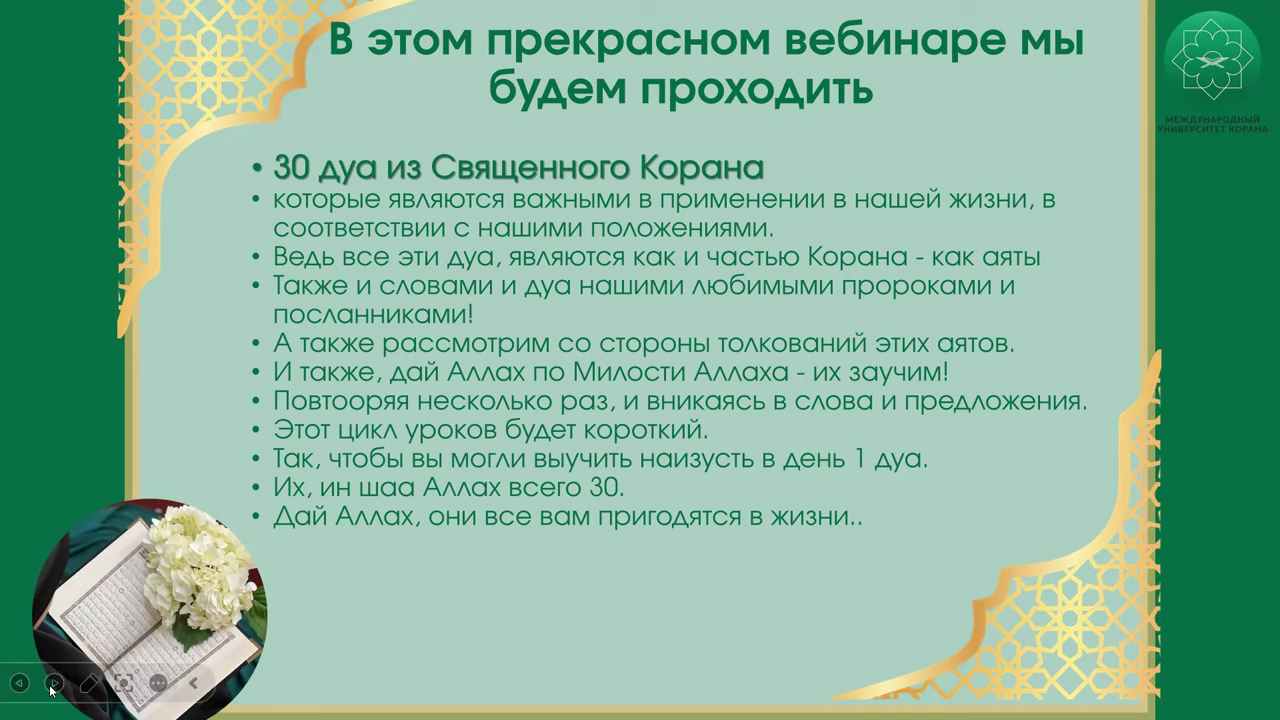 В этом прекрасном вебинаре мы
будем проходить
МЕЖДУНАРОДНЫЙ
УНИВЕРСИТЕТ КОРАНА
• 30 дуа из Священного Корана
• которые являются важными в применении в нашей жизни, в
соответствии с нашими положениями.
• Ведь все эти дуа, являются как и частью Корана - как аяты
• Также и словами и дуа нашими любимыми пророками и
посланниками!
• А также рассмотрим со стороны толкований этих аятов.
• И также, дай Аллах по Милости Аллаха - их заучим!
• Повтооряя несколько раз, и вникаясь в слова и предложения.
• Этот цикл уроков будет короткий.
• Так, чтобы вы могли выучить наизусть в день 1 дуа.
• Их, ин шаа Аллах всего 30.
• Дай Аллах, они все вам пригодятся в жизни..